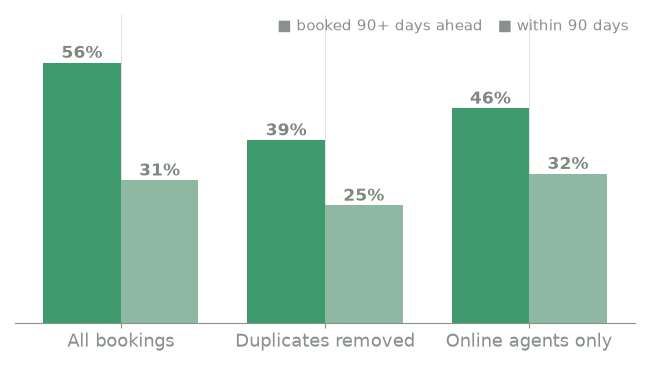 ■ booked 90+ days ahead ■ within 90 days
56%
31%
39%
25%
46%
32%
All bookings
Duplicates removed
Online agents only